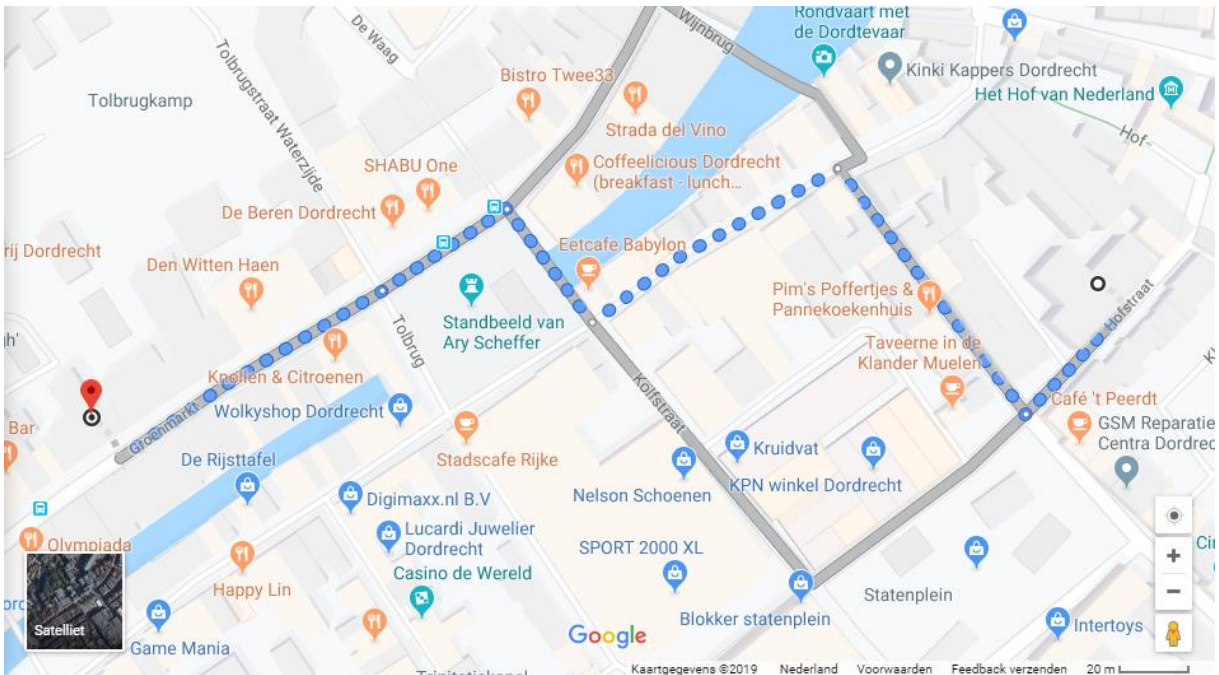 De Waag
Wijnbrug
Rondvaart met
de Dordtevaar
Tolbrugstraat Waterzijde
Bistro Twee33
Kinki Kappers Dordrecht
Tolbrugkamp
Het Hof van Nederland
Strada del Vino
Hof-
SHABU One
Coffeelicious Dordrecht
(breakfast - lunch...
De Beren Dordrecht
rij Dordrecht
Den Witten Haen
Eetcafe Babylon
Pim's Poffertjes &
Pannekoekenhuis
Hofstraat
Standbeeld van
Ary Scheffer
Tolbrug
gh'
Taveerne in de
Klander Muelen
Knollen & Citroenen
Kolfstraat
Café 't Peerdt
Wolkyshop Dordrecht
Groenmarkt
Bar
GSM Reparatie
Centra Dordrec
Kruidvat
De Rijsttafel
Stadscafe Rijke
Nelson Schoenen
KPN winkel Dordrecht
Digimaxx.nl B.V
Lucardi Juwelier
Dordrecht
Olympiada
SPORT 2000 XL
Casino de Wereld
Happy Lin
Statenplein
Blokker statenplein
Satelliet
Google
Intertoys
Game Mania
Kaartgegevens ©2019 Nederland Voorwaarden Feedback verzenden 20 m